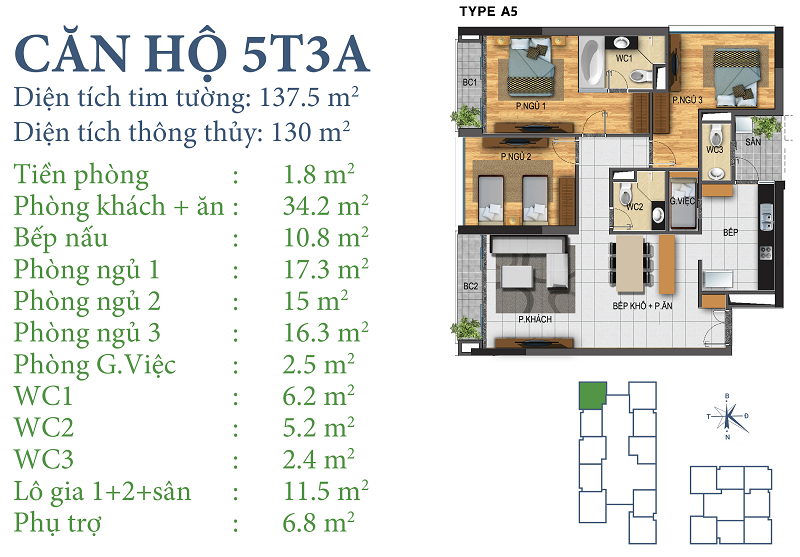 CĂN HỘ 5T3A
Diện tích tim tường: 137.5 m²
Diện tích thông thủy: 130 m²
Tiền phòng : 1.8 m²
Phòng khách + ăn : 34.2 m²
Bếp nấu : 10.8 m²
Phòng ngủ 1 : 17.3 m²
Phòng ngủ 2 : 15 m²
Phòng ngủ 3 : 16.3 m²
Phòng G.Việc : 2.5 m²
WC1 : 6.2 m²
WC2 : 5.2 m²
WC3 : 2.4 m²
Lô gia 1+2+sân : 11.5 m²
Phụ trợ : 6.8 m²
TYPE A5
WC1
BC1
P.NGỦ 1
P.NGỦ 3
SÂN
WC3
P.NGỦ 2
G.VIỆC
WC2
BẾP
BC2
BẾP KHÔ + P.ĂN
P.KHÁCH
B
T
Đ
N